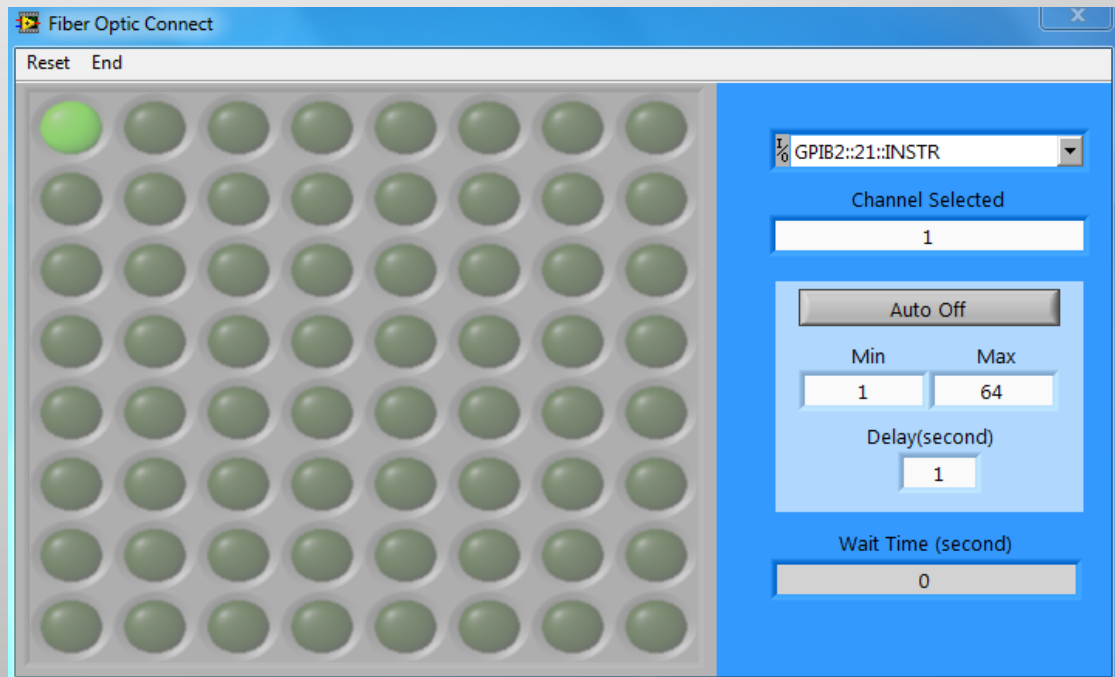 Fiber Optic Connect
x
Reset End
I/O GPIB2::21::INSTR
Channel Selected
1
Auto Off
Min Max
1 64
Delay(second)
1
Wait Time (second)
0